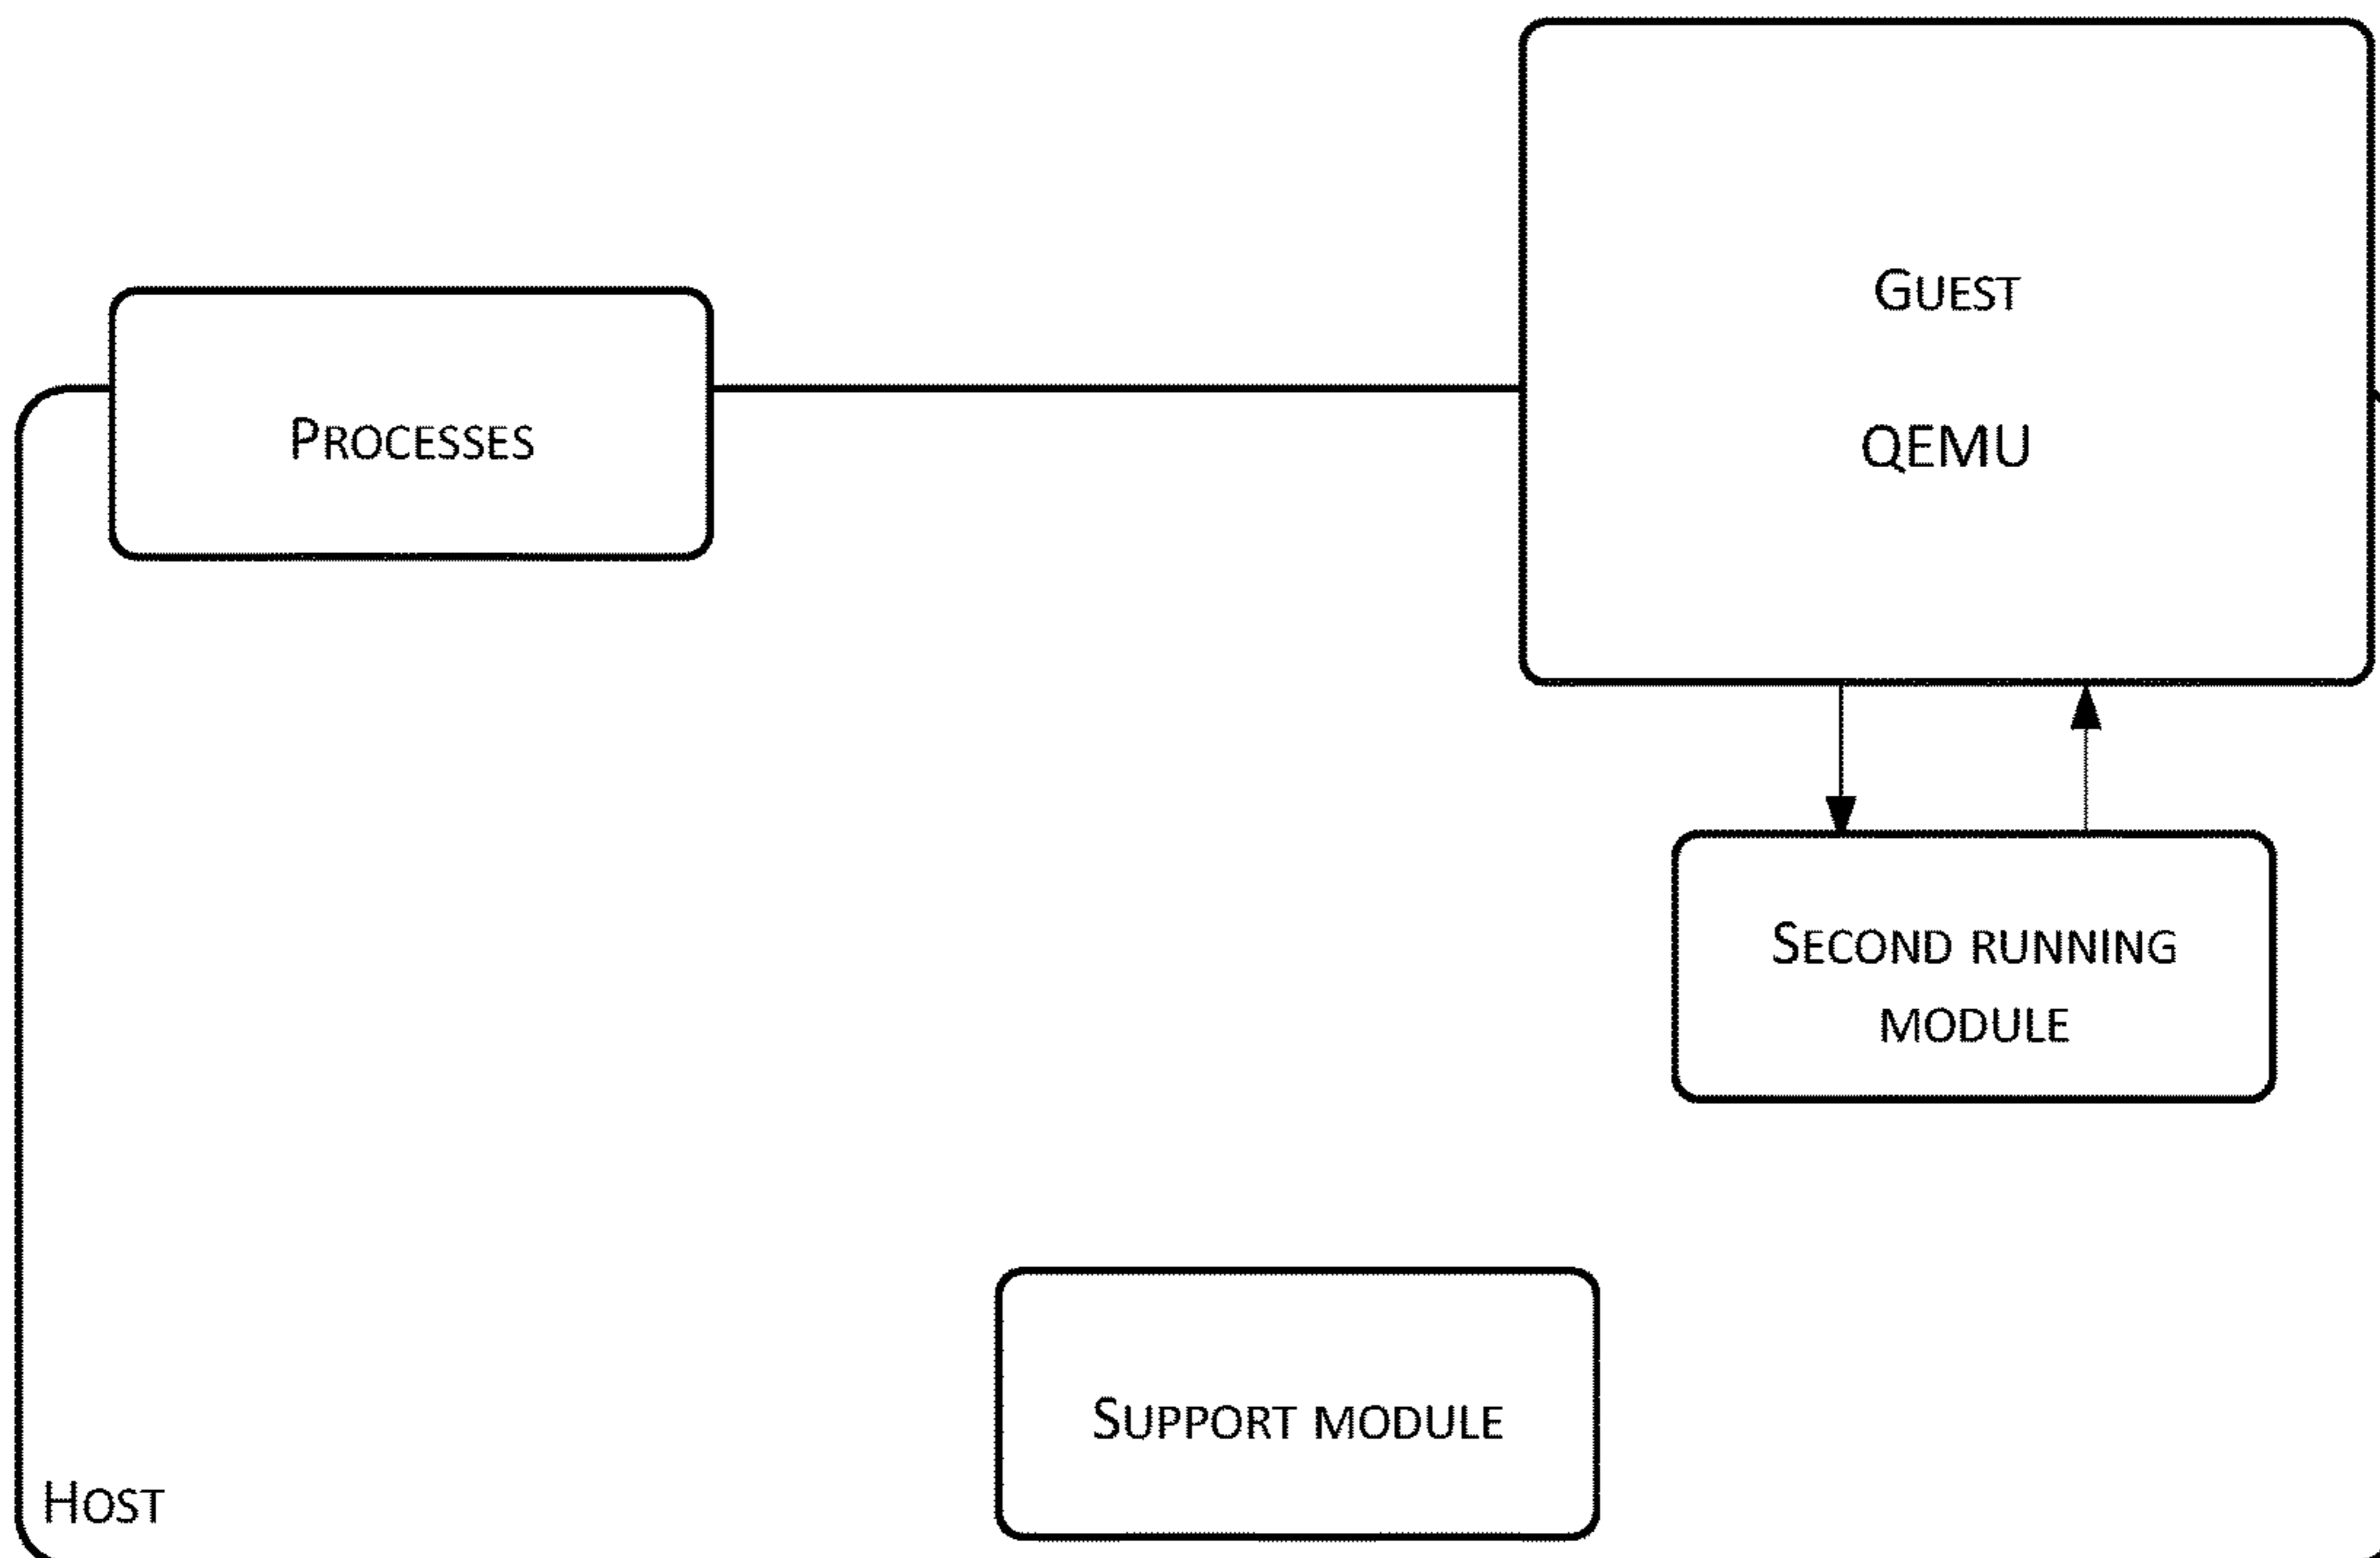 GUEST
PROCESSES
QEMU
SECOND RUNNING
MODULE
SUPPORT MODULE
HOST